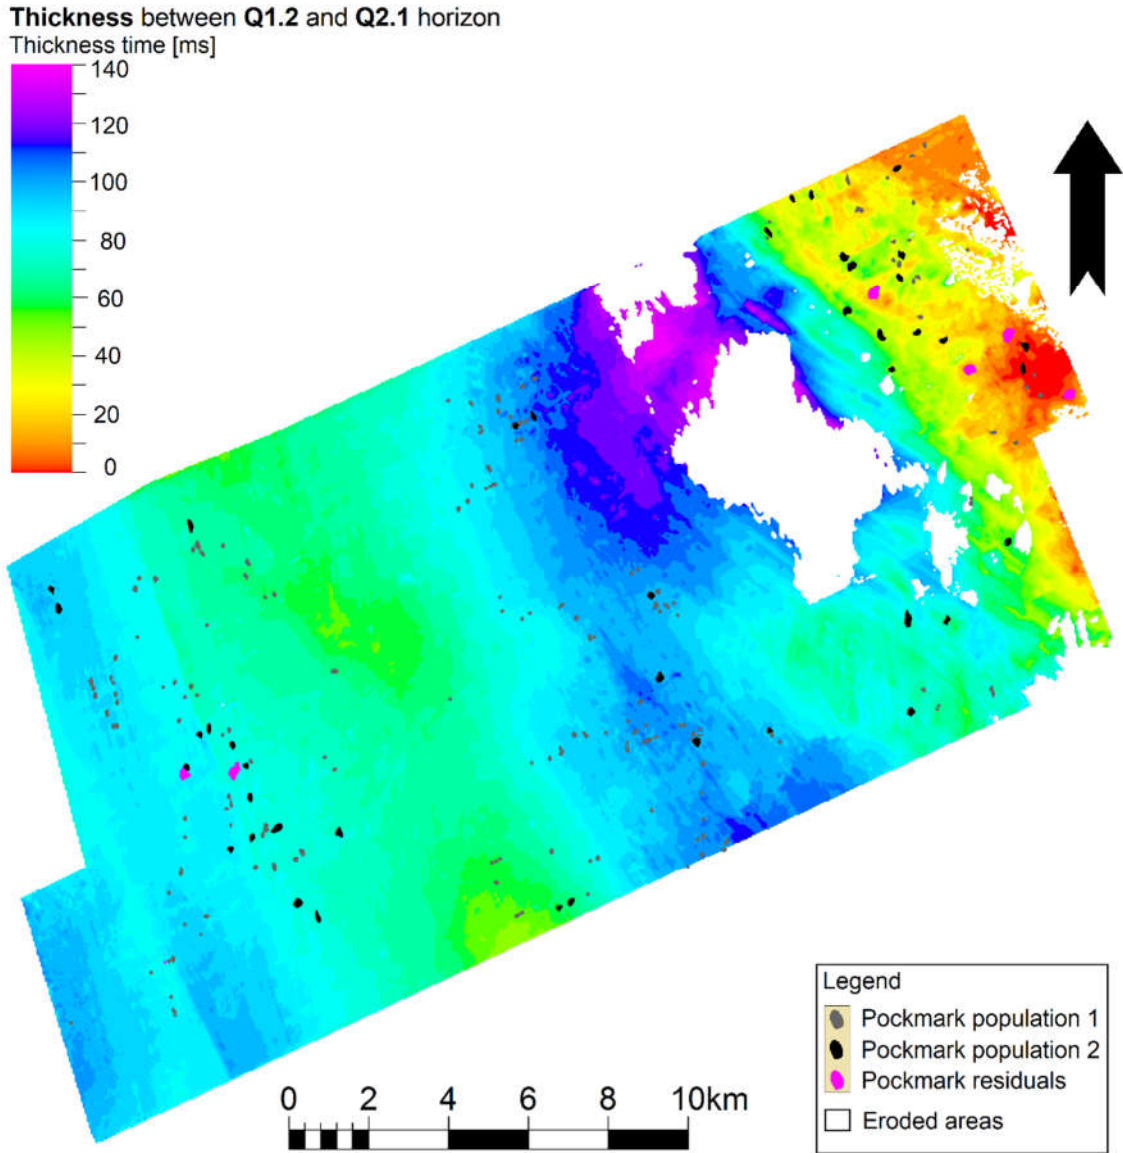 Thickness between Q1.2 and Q2.1 horizon
Thickness time [ms]
140
120
100
80
60
40
20
0
Legend
Pockmark population 1
Pockmark population 2
Pockmark residuals
Eroded areas
0 2 4 6 8 10km